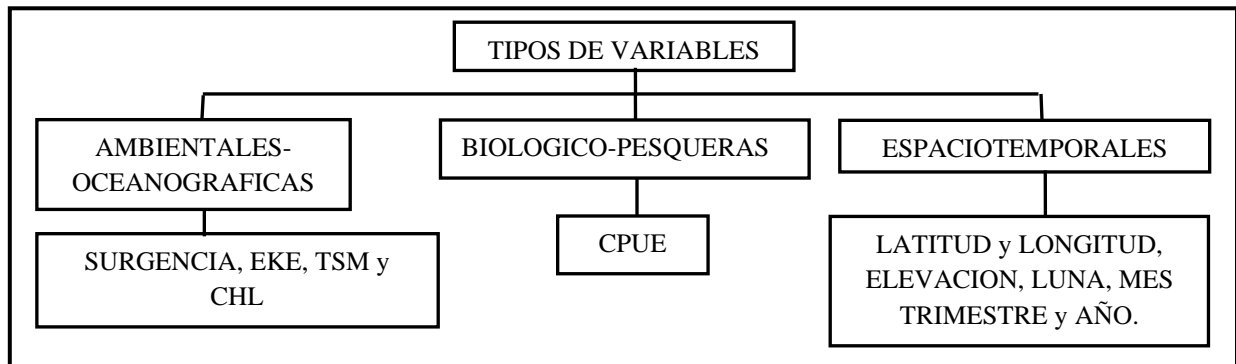 TIPOS DE VARIABLES
AMBIENTALES-
OCEANOGRAFICAS
BIOLOGICO-PESQUERAS
ESPACIOTEMPORALES
SURGENCIA, EKE, TSM y
CHL
CPUE
LATITUD y LONGITUD,
ELEVACION, LUNA, MES
TRIMESTRE y AÑO.